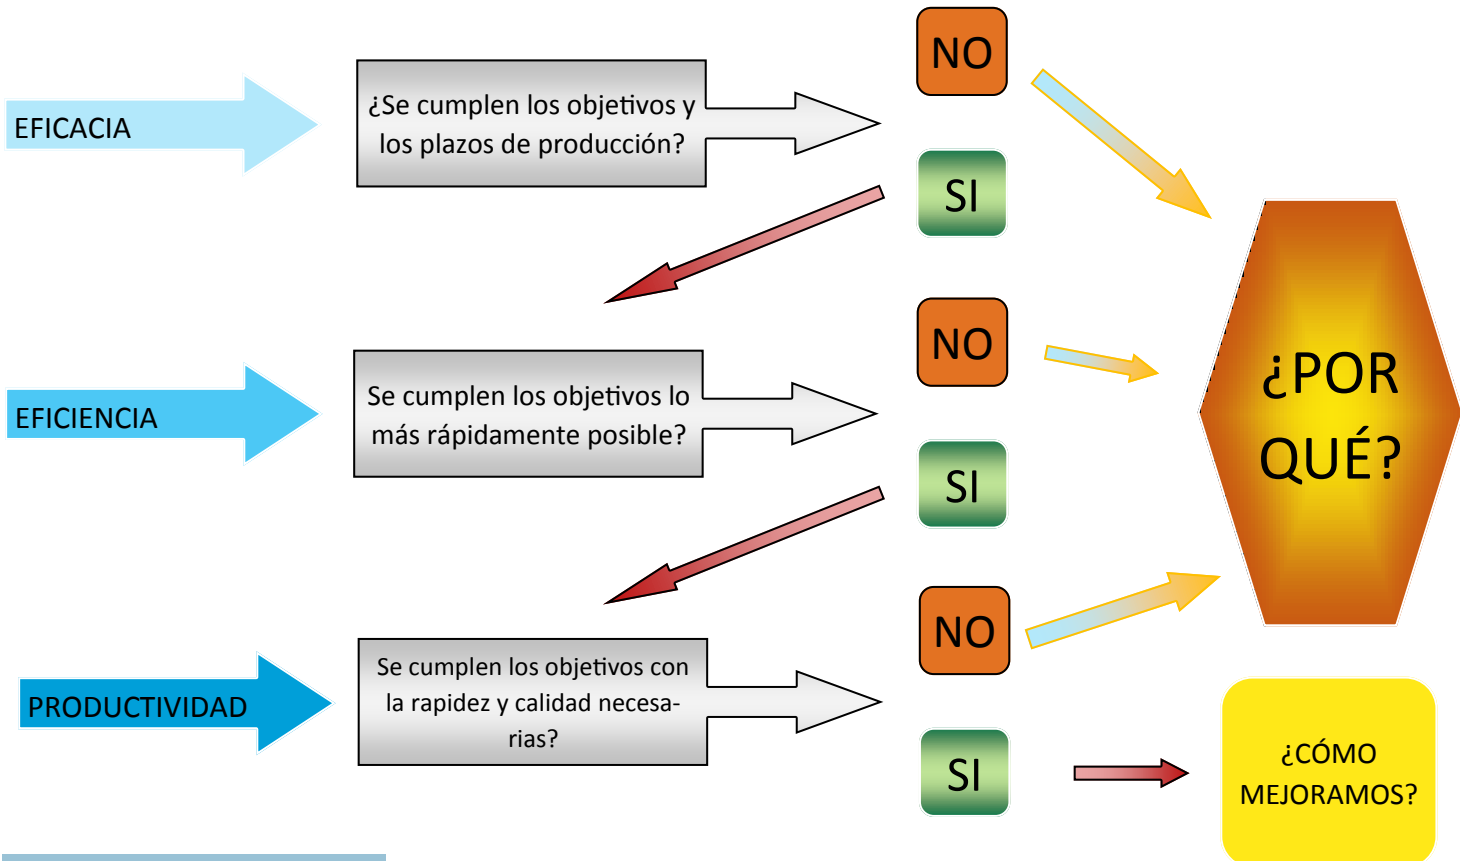 EFICACIA
¿Se cumplen los objetivos y
los plazos de producción?
NO
SI
EFICIENCIA
Se cumplen los objetivos lo
más rápidamente posible?
NO
SI
¿POR
QUÉ?
PRODUCTIVIDAD
Se cumplen los objetivos con
la rapidez y calidad necesa-
rias?
NO
SI
¿CÓMO
MEJORAMOS?